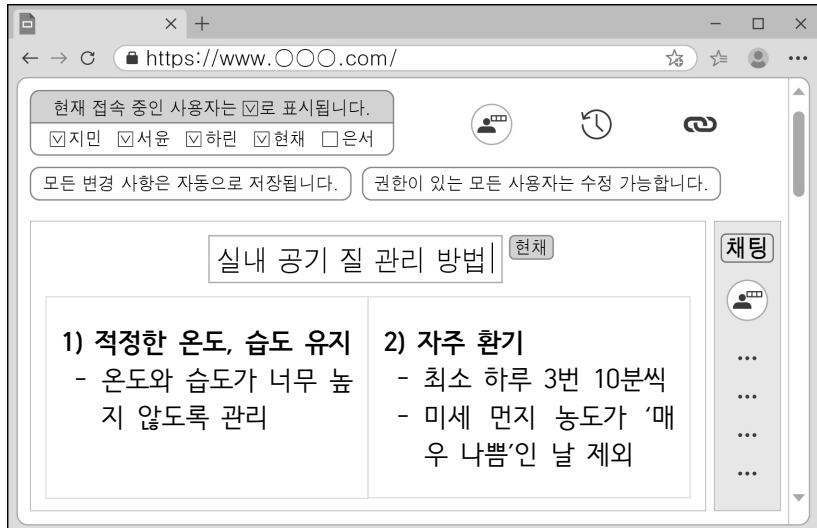 https://www.○○○.com/
현재 접속 중인 사용자는 ☑로 표시됩니다.
☑지민 ☑서윤 ☑하린 ☑현채 ☐은서
모든 변경 사항은 자동으로 저장됩니다.
권한이 있는 모든 사용자는 수정 가능합니다.
실내 공기 질 관리 방법
현채
채팅
1) 적정한 온도, 습도 유지
- 온도와 습도가 너무 높
지 않도록 관리
2) 자주 환기
- 최소 하루 3번 10분씩
- 미세 먼지 농도가 ‘매
우 나쁨’인 날 제외
...
...
...
...